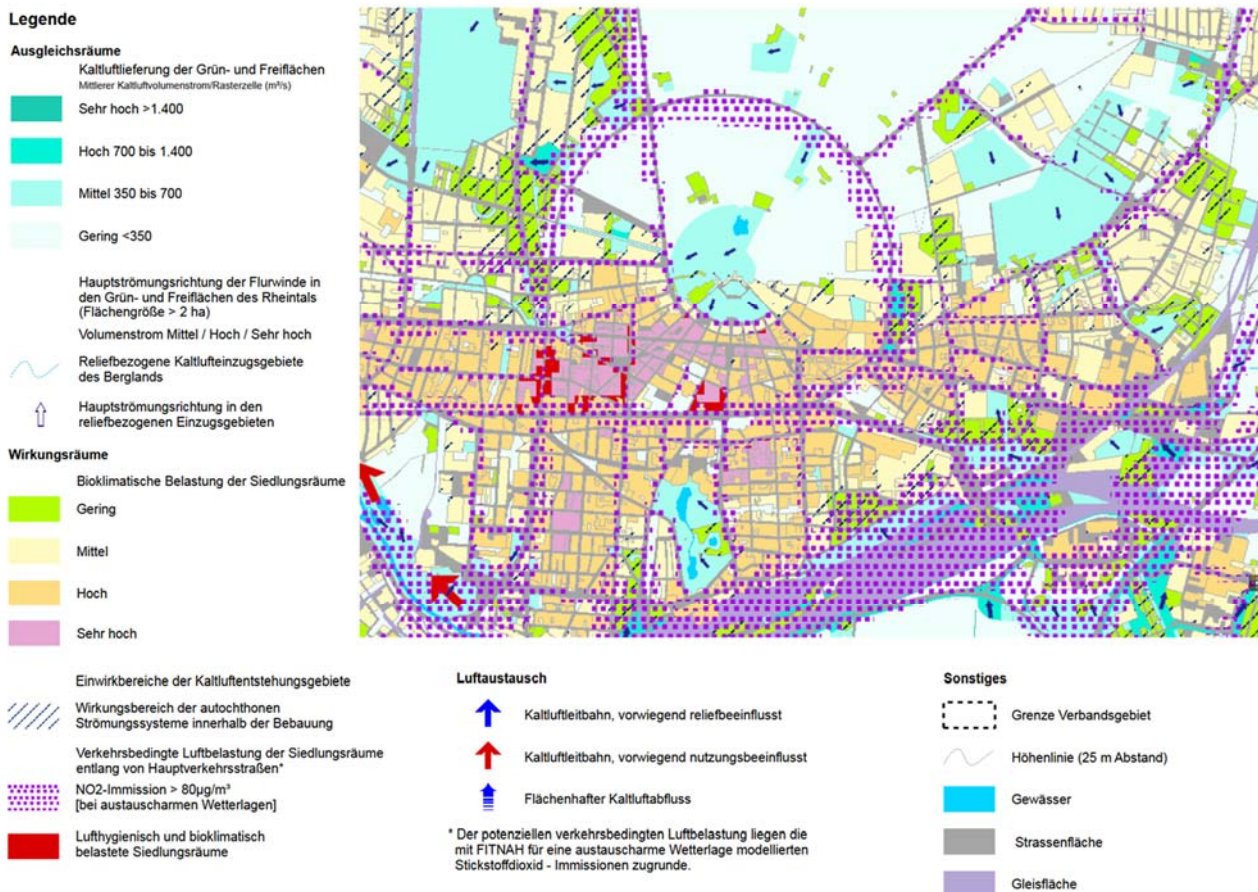 Legende
Ausgleichsräume
Kaltluftlieferung der Grün- und Freiflächen
Mittlerer Kaltluftvolumenstrom/Rasterzelle (m³/s)
Sehr hoch >1.400
Hoch 700 bis 1.400
Mittel 350 bis 700
Gering <350
Hauptströmungsrichtung der Flurwinde in
den Grün- und Freiflächen des Rheintals
(Flächengröße > 2 ha)
Volumenstrom Mittel / Hoch / Sehr hoch
Reliefbezogene Kaltlufteinzugsgebiete
des Berglands
Hauptströmungsrichtung in den
reliefbezogenen Einzugsgebieten
Wirkungsräume
Bioklimatische Belastung der Siedlungsräume
Gering
Mittel
Hoch
Sehr hoch
Einwirkbereiche der Kaltluftentstehungsgebiete
Wirkungsbereich der autochthonen
Strömungssysteme innerhalb der Bebauung
Verkehrsbedingte Luftbelastung der Siedlungsräume
entlang von Hauptverkehrsstraßen*
NO2-Immission > 80µg/m³
[bei austauscharmen Wetterlagen]
Lufthygienisch und bioklimatisch
belastete Siedlungsräume
Luftaustausch
Kaltluftleitbahn, vorwiegend reliefbeeinflusst
Kaltluftleitbahn, vorwiegend nutzungsbeeinflusst
Flächenhafter Kaltluftabfluss
* Der potenziellen verkehrsbedingten Luftbelastung liegen die
mit FITNAH für eine austauscharme Wetterlage modellierten
Stickstoffdioxid - Immissionen zugrunde.
Sonstiges
Grenze Verbandsgebiet
Höhenlinie (25 m Abstand)
Gewässer
Strassenfläche
Gleisfläche